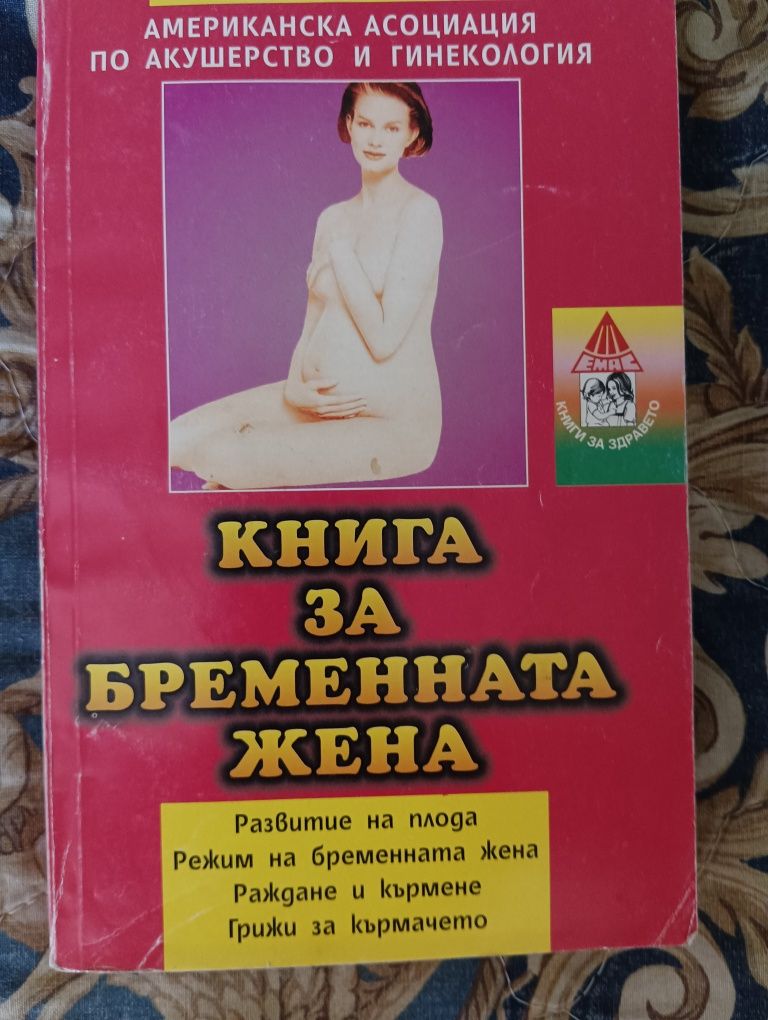 АМЕРИКАНСКА АСОЦИАЦИЯ
ПО АКУШЕРСТВО И ГИНЕКОЛОГИЯ
ЕМАС
КНИГИ ЗА ЗДРАВЕТО
КНИГА
ЗА
БРЕМЕННАТА
ЖЕНА
Развитие на плода
Режим на бременната жена
Раждане и кърмене
Грижи за кърмачето